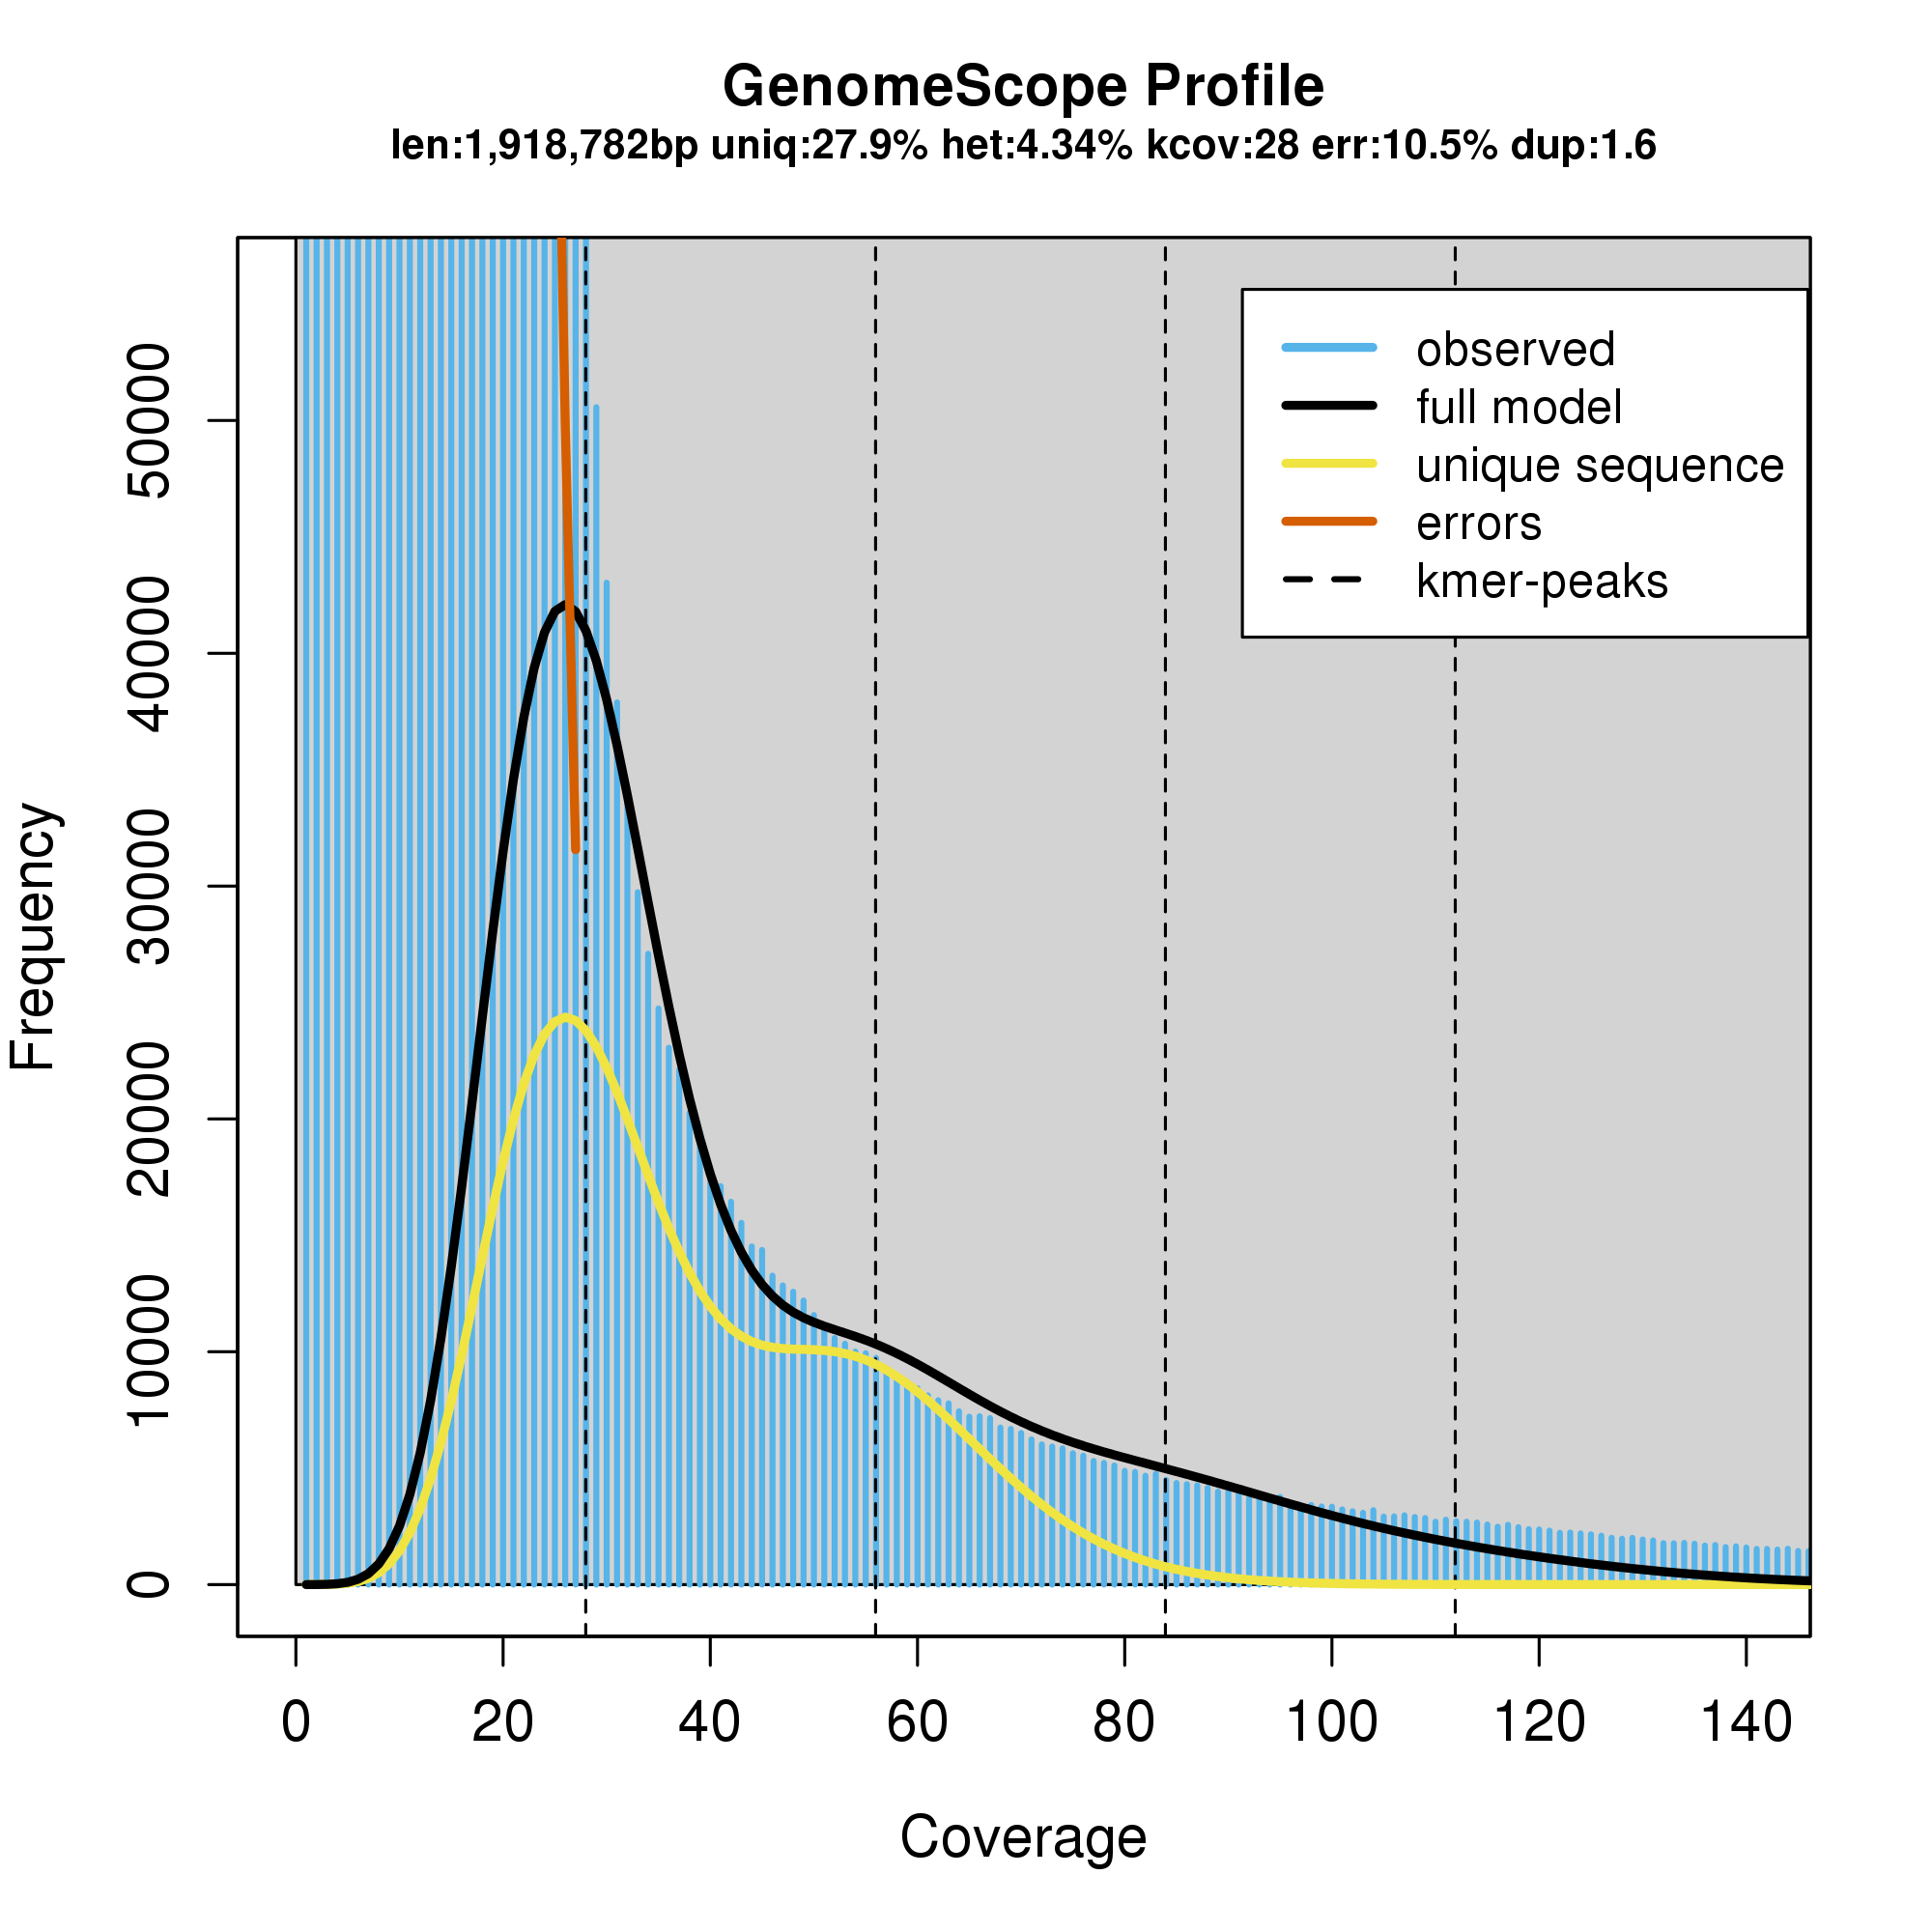 GenomeScope Profile
len:1,918,782bp uniq:27.9% het:4.34% kcov:28 err:10.5% dup:1.6
observed
full model
unique sequence
errors
kmer-peaks
Frequency
50000
40000
30000
20000
10000
0
0 20 40 60 80 100 120 140
Coverage